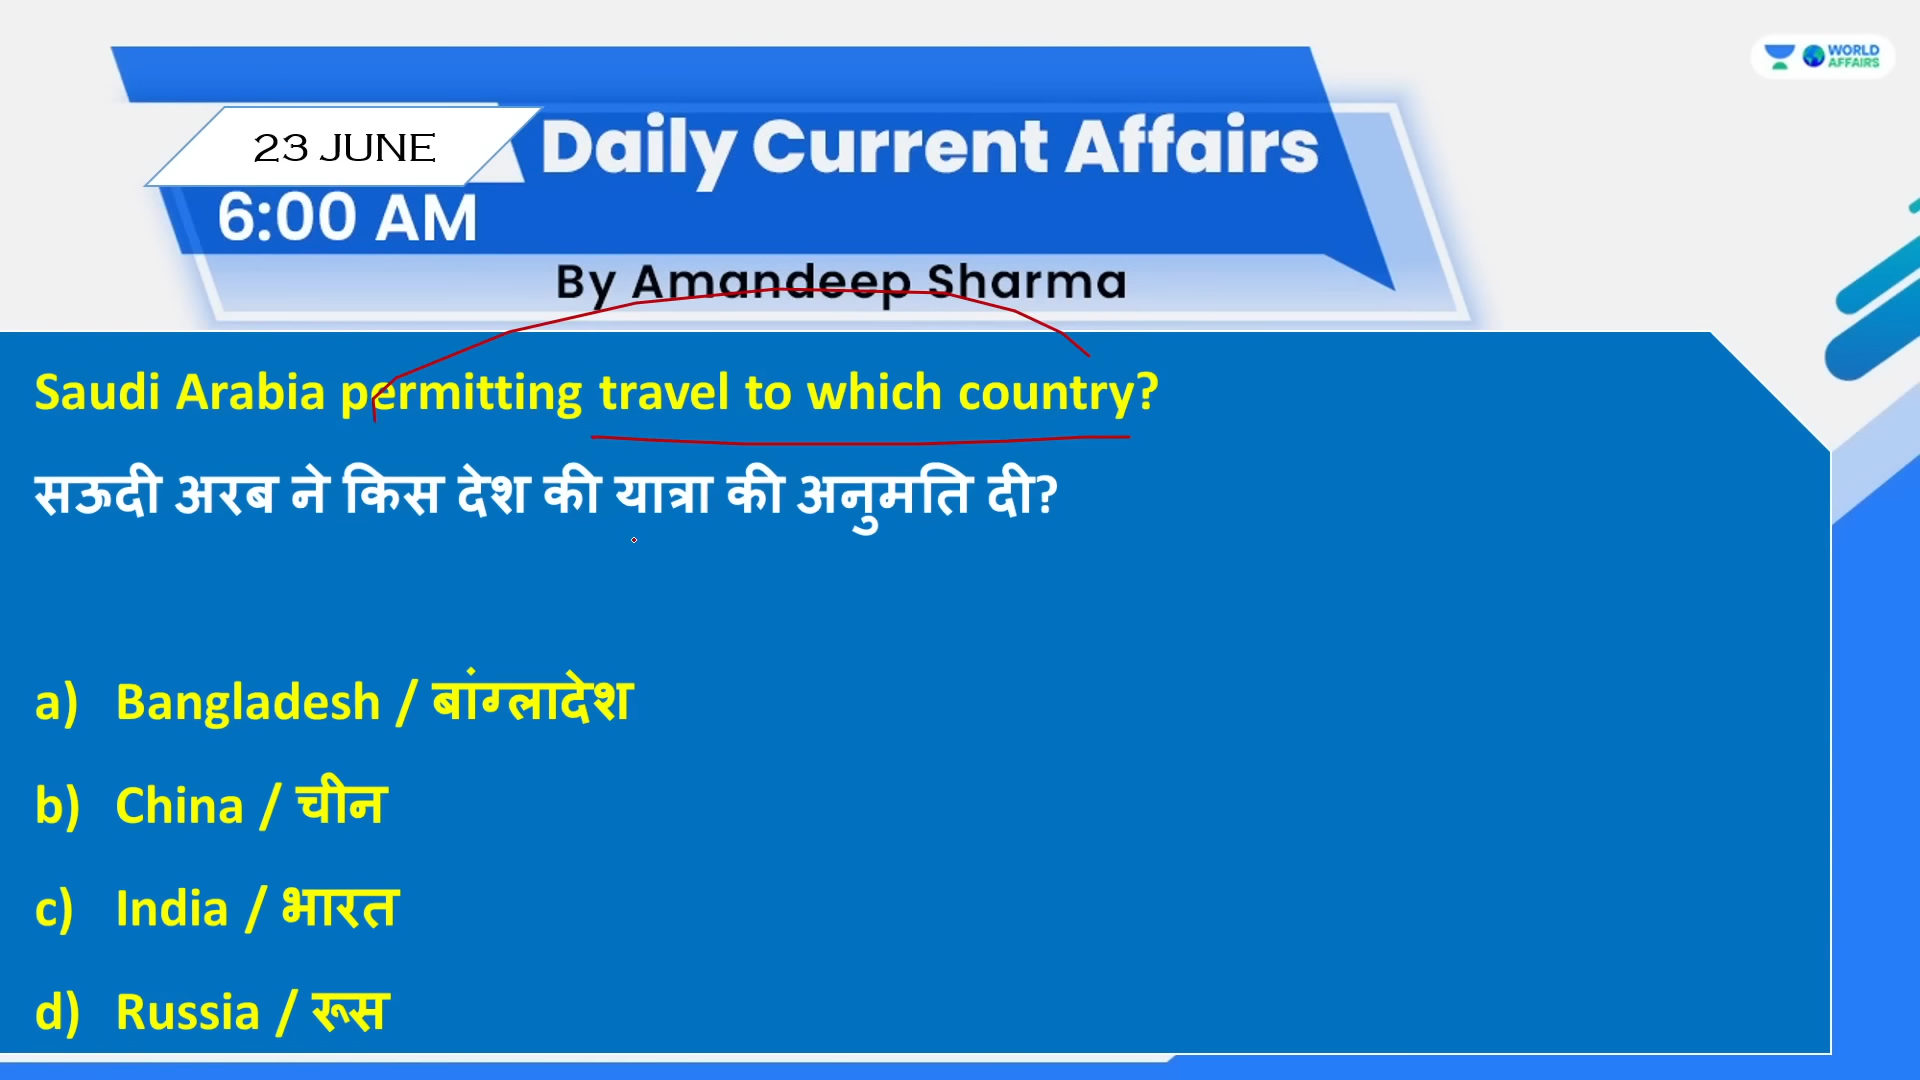 WORLD
AFFAIRS
23 JUNE
Daily Current Affairs
6:00 AM
By Amandeep Sharma
Saudi Arabia permitting travel to which country?
सऊदी अरब ने किस देश की यात्रा की अनुमति दी?
a) Bangladesh / बांग्लादेश
b) China / चीन
c) India / भारत
d) Russia / रूस